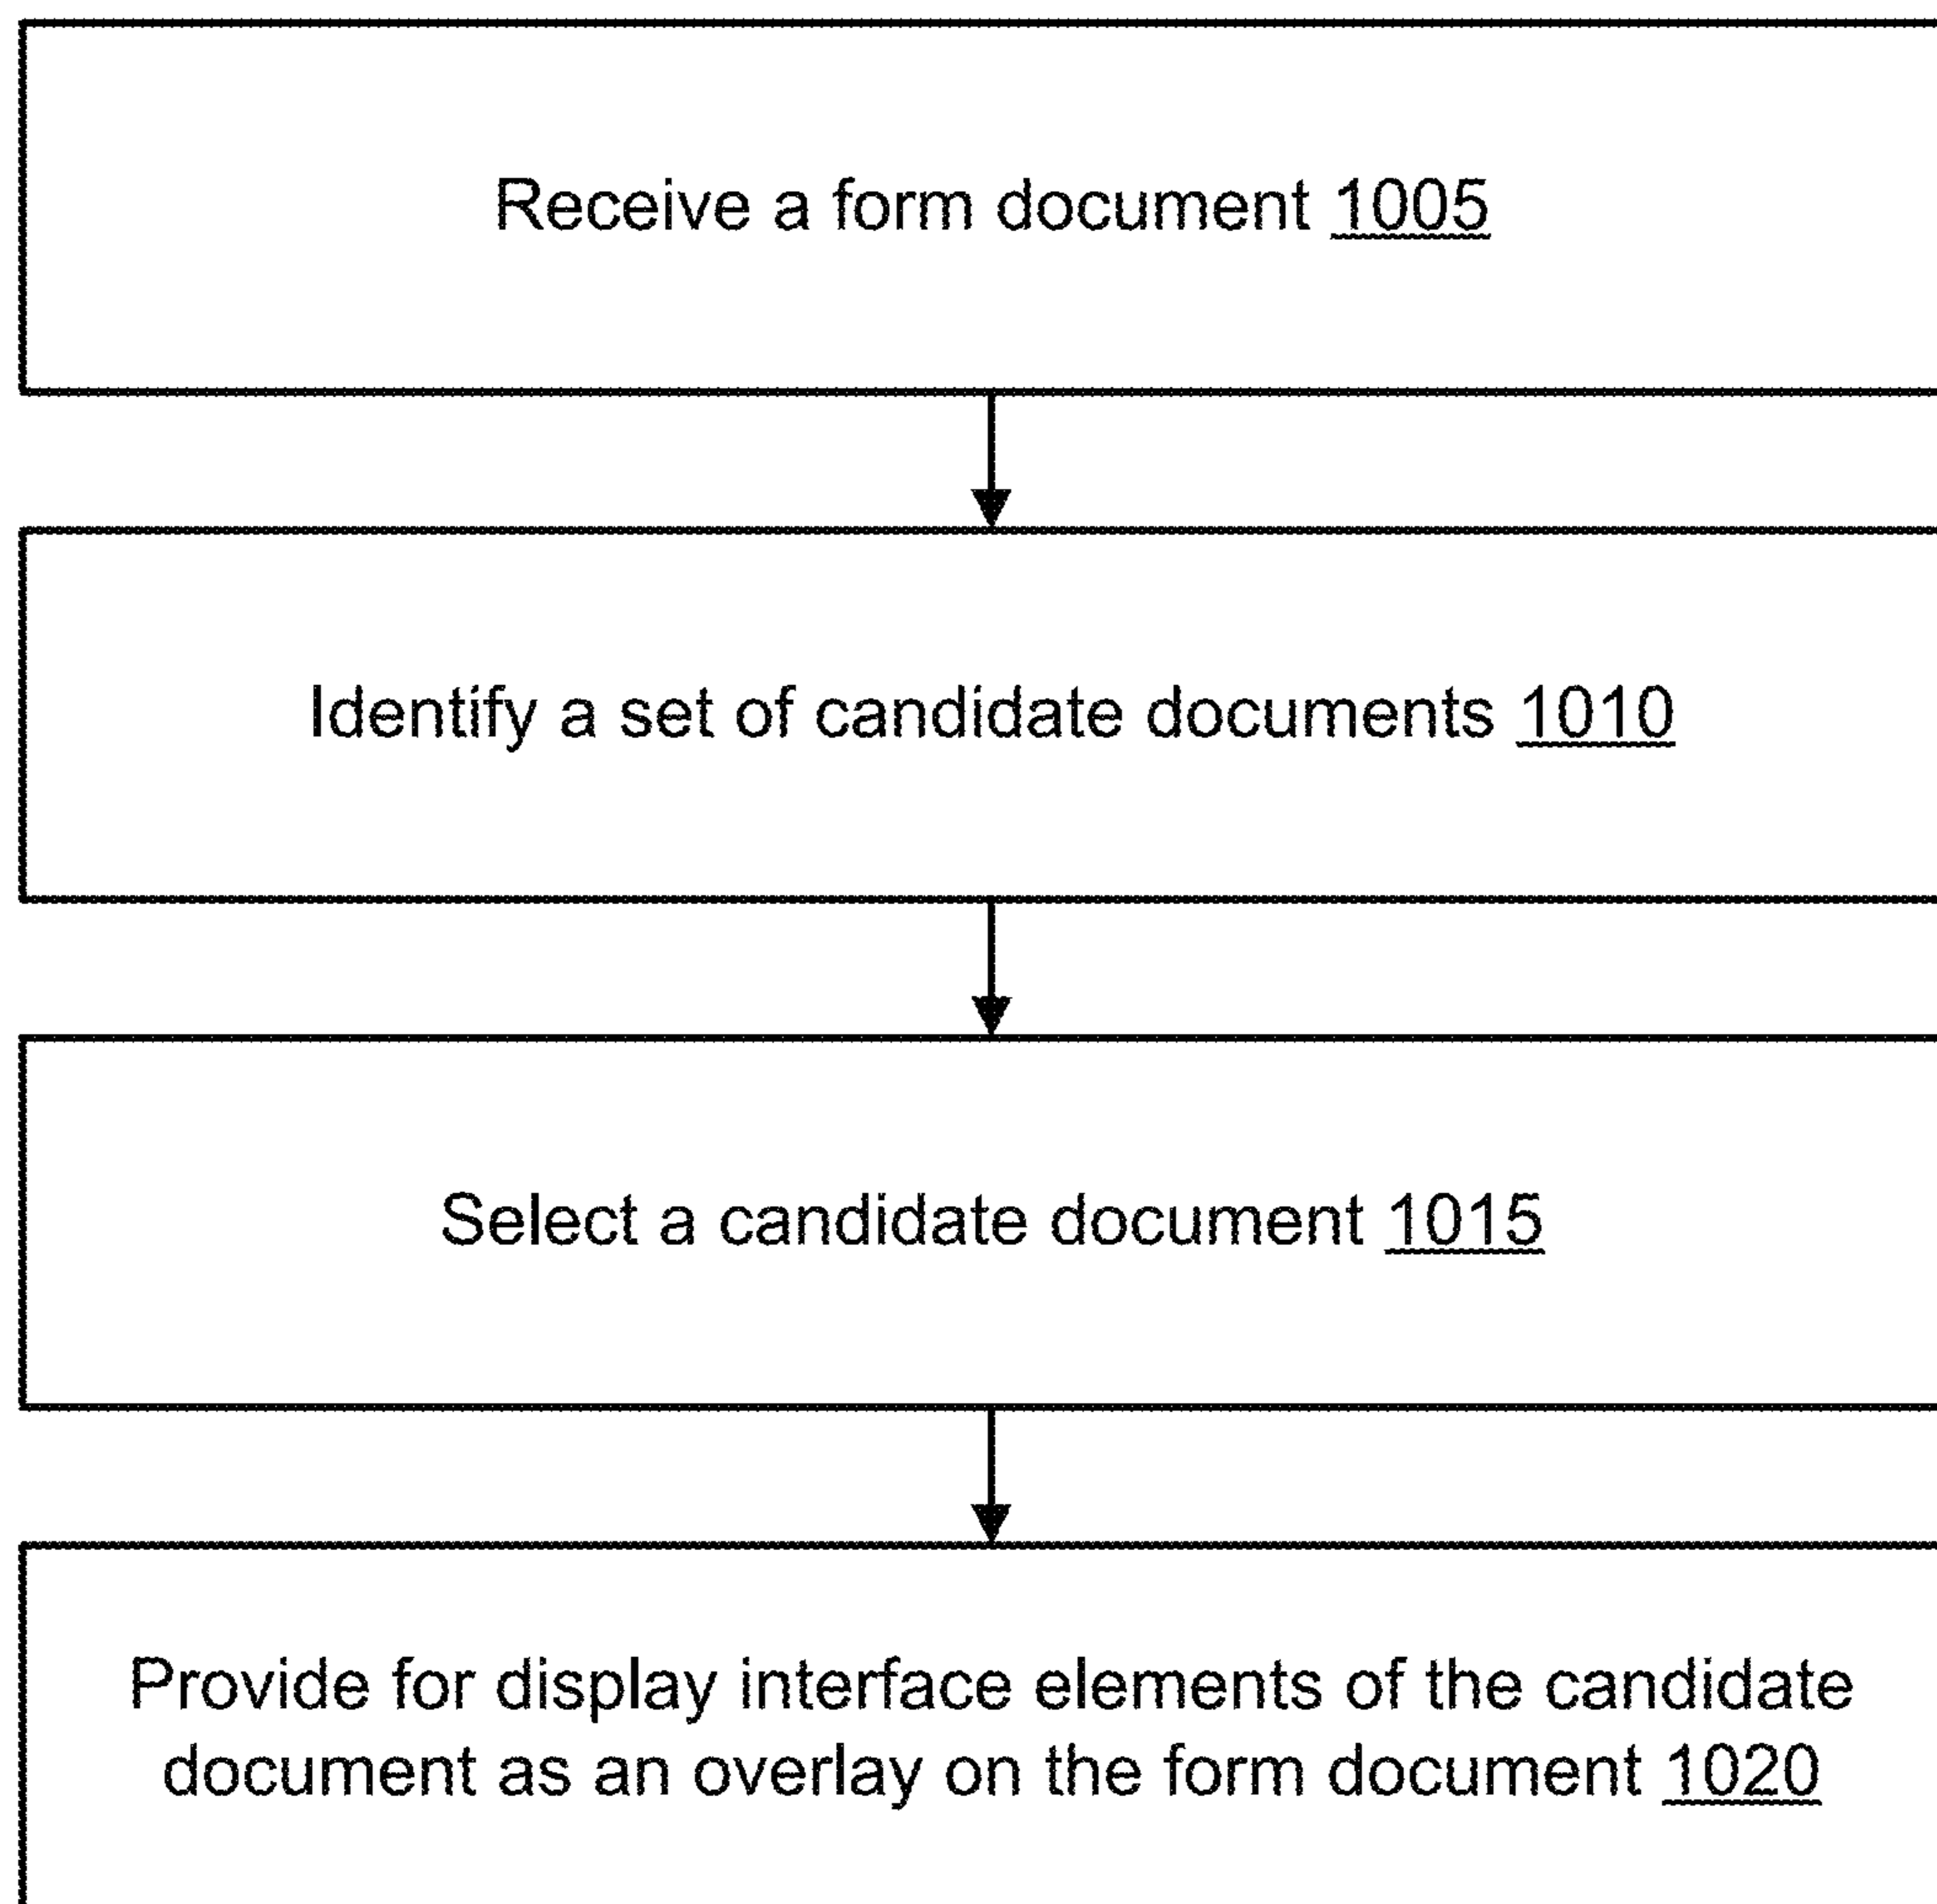 Receive a form document 1005
Identify a set of candidate documents 1010
Select a candidate document 1015
Provide for display interface elements of the candidate
document as an overlay on the form document 1020